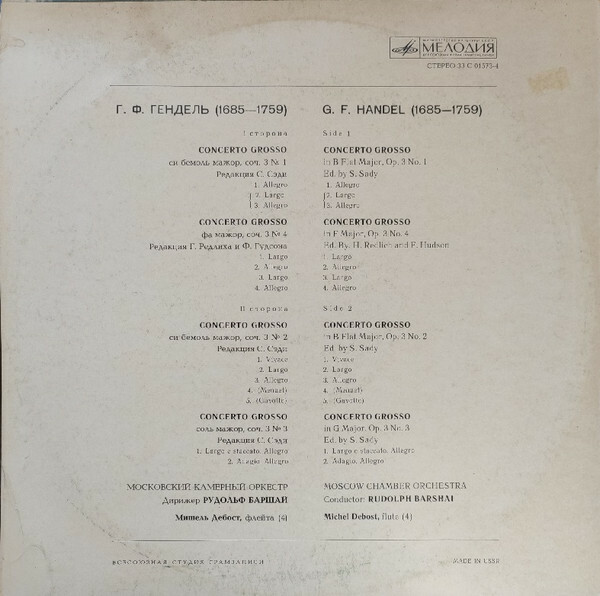 МЕЛОДИЯ
СТЕРЕО 33 С 01573-4
Г. Ф. ГЕНДЕЛЬ (1685—1759)
I сторона
CONCERTO GROSSO
си бемоль мажор, соч. 3 № 1
Редакция С. Сэди
1. Allegro
2. Largo
3. Allegro
CONCERTO GROSSO
фа мажор, соч. 3 № 4
Редакция Г. Редлиха и Ф. Гудсона
1. Largo
2. Allegro
3. Largo
4. Allegro
II сторона
CONCERTO GROSSO
си бемоль мажор, соч. 3 № 2
Редакция С. Сэди
1. Vivace
2. Largo
3. Allegro
4. (Menuet)
5. (Gavotte)
CONCERTO GROSSO
соль мажор, соч. 3 № 3
Редакция С. Сэди
1. Largo e staccato. Allegro
2. Adagio. Allegro
МОСКОВСКИЙ КАМЕРНЫЙ ОРКЕСТР
Дирижер РУДОЛЬФ БАРШАЙ
Мишель Дебост, флейта (4)
G. F. HANDEL (1685—1759)
Side 1
CONCERTO GROSSO
in B Flat Major, Op. 3 No. 1
Ed. by S. Sady
1. Allegro
2. Largo
3. Allegro
CONCERTO GROSSO
in F Major, Op. 3 No. 4
Ed. By. H. Redlich and F. Hudson
1. Largo
2. Allegro
3. Largo
4. Allegro
Side 2
CONCERTO GROSSO
in B Flat Major, Op. 3 No. 2
Ed. by S. Sady
1. Vivace
2. Largo
3. Allegro
4. (Menuet)
5. (Gavotte)
CONCERTO GROSSO
in G Major, Op. 3 No. 3
Ed. by S. Sady
1. Largo e staccato. Allegro
2. Adagio. Allegro
MOSCOW CHAMBER ORCHESTRA
Conductor RUDOLPH BARSHAI
Michel Debost, flute (4)
ВСЕСОЮЗНАЯ СТУДИЯ ГРАМЗАПИСИ
MADE IN USSR